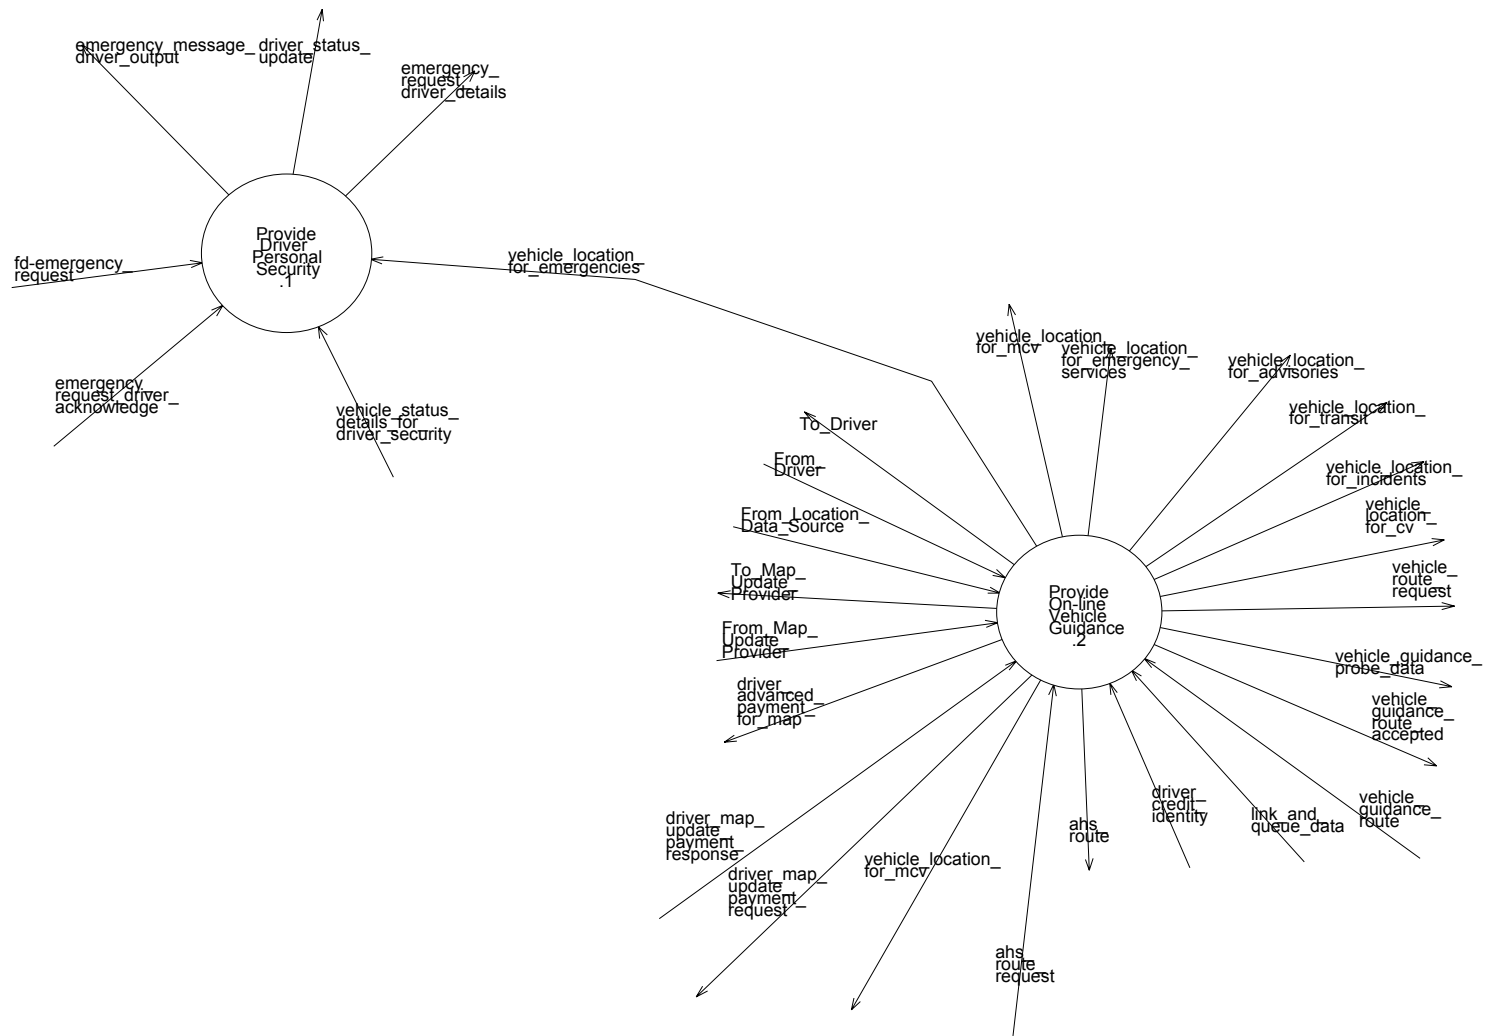 emergency_message_
driver_output
driver_status_
update
emergency_
request_
driver_details
Provide
Driver
Personal
Security
.1
fd-emergency_
request
vehicle_location_
for_emergencies
emergency_
request_driver_
acknowledge
vehicle_status_
details_for_
driver_security
vehicle_location_
for_mcv
vehicle_location_
for_emergency_
services
vehicle_location_
for_advisories
vehicle_location_
for_transit
vehicle_location_
for_incidents
vehicle_
location_
for_cv
vehicle_
route_
request
To_Driver
From_
Driver
From_Location_
Data_Source
To_Map_
Update_
Provider
From_Map_
Update_
Provider
Provide
On-line
Vehicle
Guidance
.2
vehicle_guidance_
probe_data
vehicle_
guidance_
route_
accepted
driver_
advanced_
payment_
for_map
driver_map_
update_
payment_
response
driver_map_
update_
payment_
request
vehicle_location_
for_mcv
ahs_
route_
request
ahs_
route
driver_
credit_
identity
link_and_
queue_data
vehicle_
guidance_
route